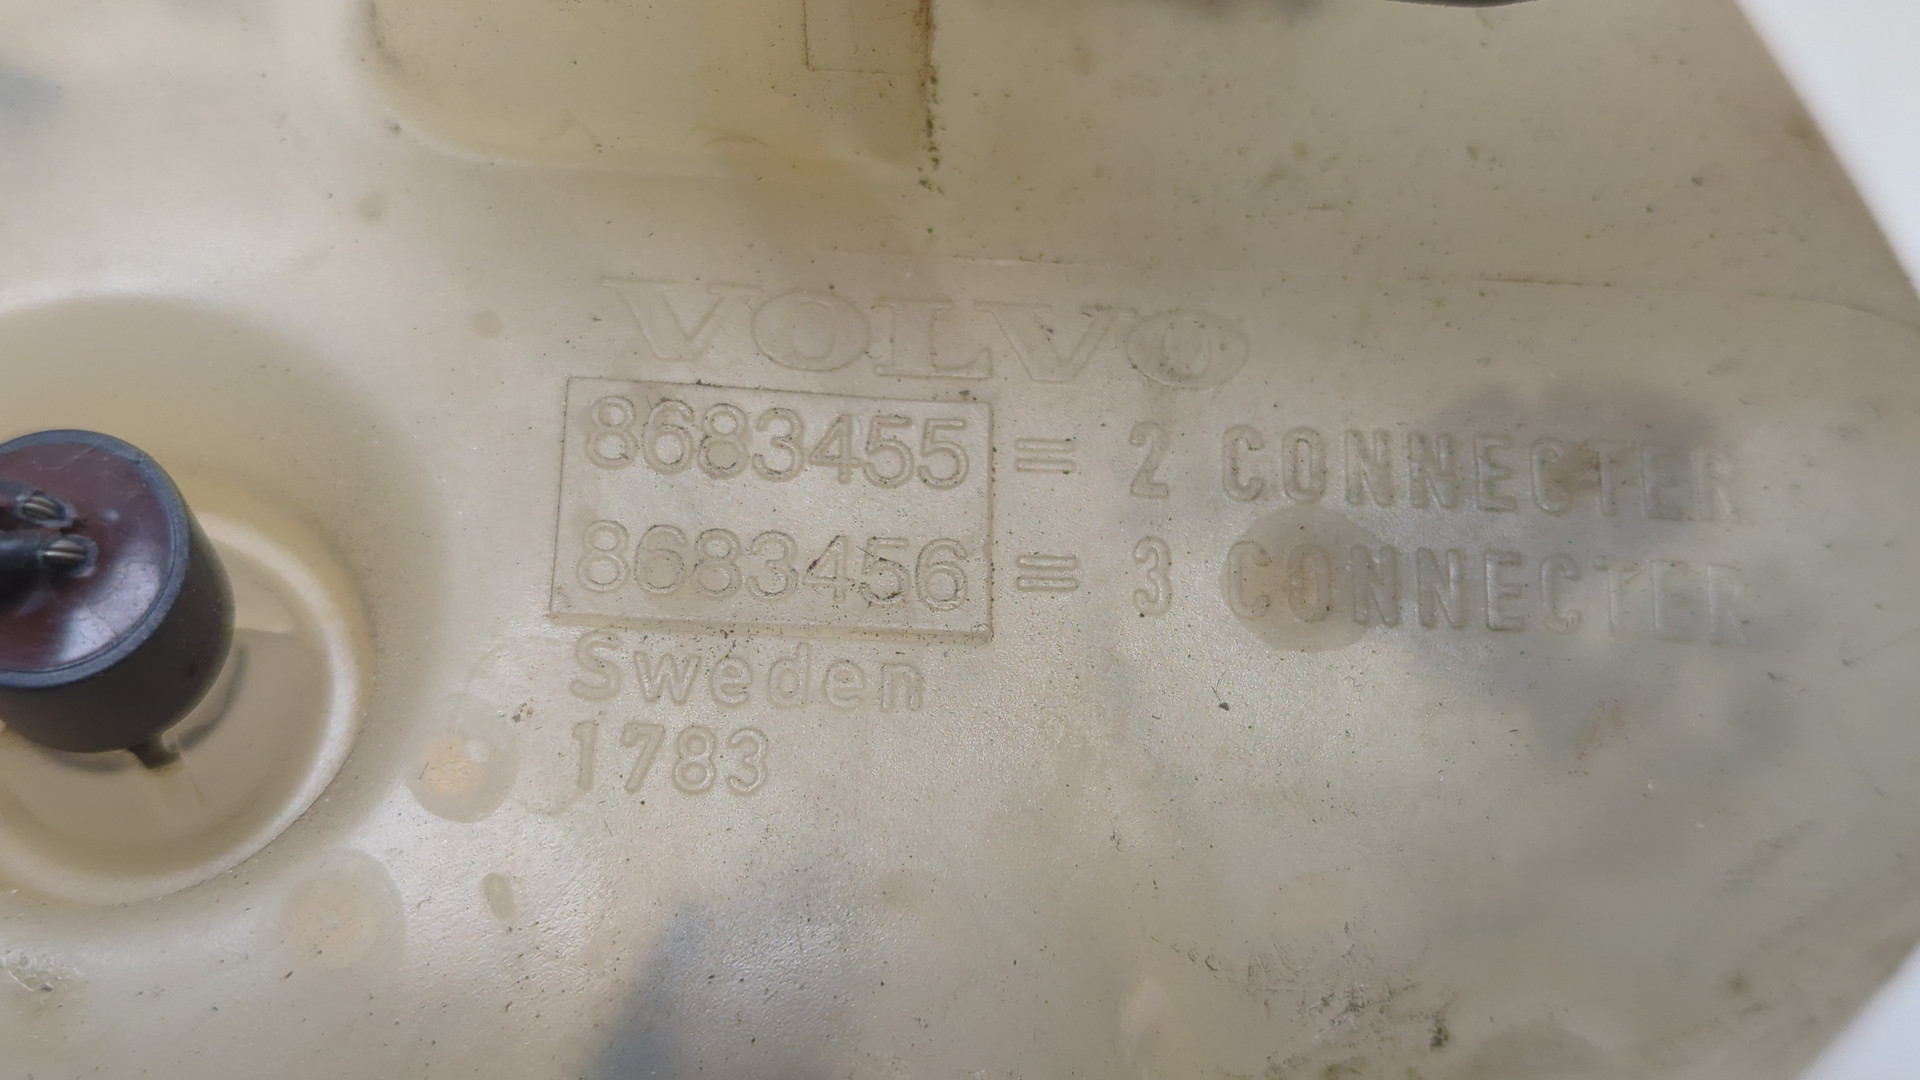 VOLVO
8683455 = 2 CONNECTER
8683456 = 3 CONNECTER
Sweden
1783